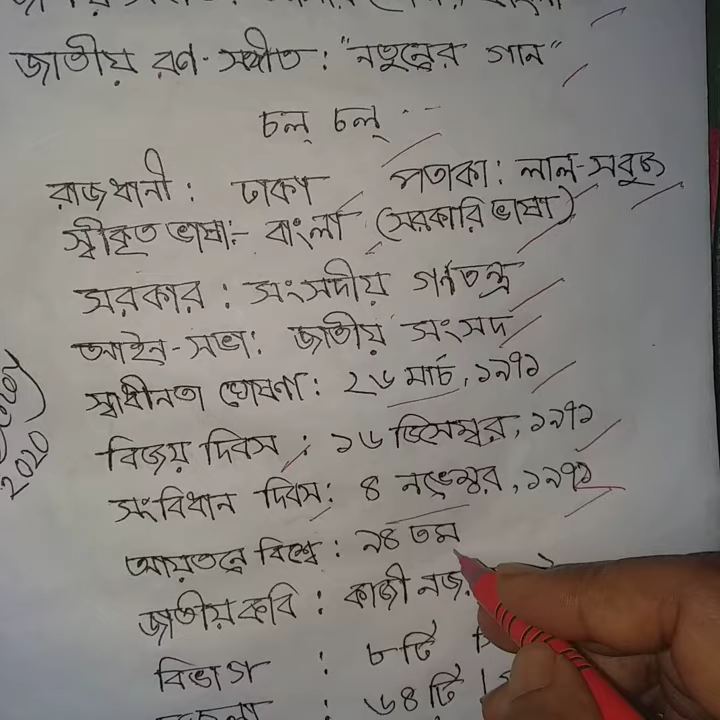 জাতীয় রণ-সঙ্গীত : "নতুনের গান"
চল্ চল্ ...
রাজধানী : ঢাকা পতাকা : লাল-সবুজ
স্বীকৃত ভাষা :- বাংলা (সরকারি ভাষা)
সরকার : সংসদীয় গণতন্ত্র
আইন-সভা : জাতীয় সংসদ
স্বাধীনতা ঘোষণা : ২৬ মার্চ, ১৯৭১
বিজয় দিবস : ১৬ ডিসেম্বর, ১৯৭১
সংবিধান দিবস : ৪ নভেম্বর, ১৯৭২
আয়তনে বিশ্বে : ৯৪ তম
জাতীয় কবি : কাজী নজ
বিভাগ : ৮টি
: ৬৪ টি
2020